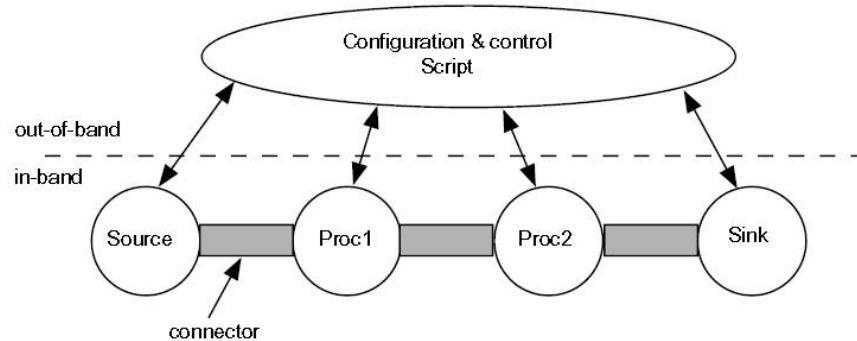 Configuration & control
Script
out-of-band
in-band
Source
Proc1
Proc2
Sink
connector